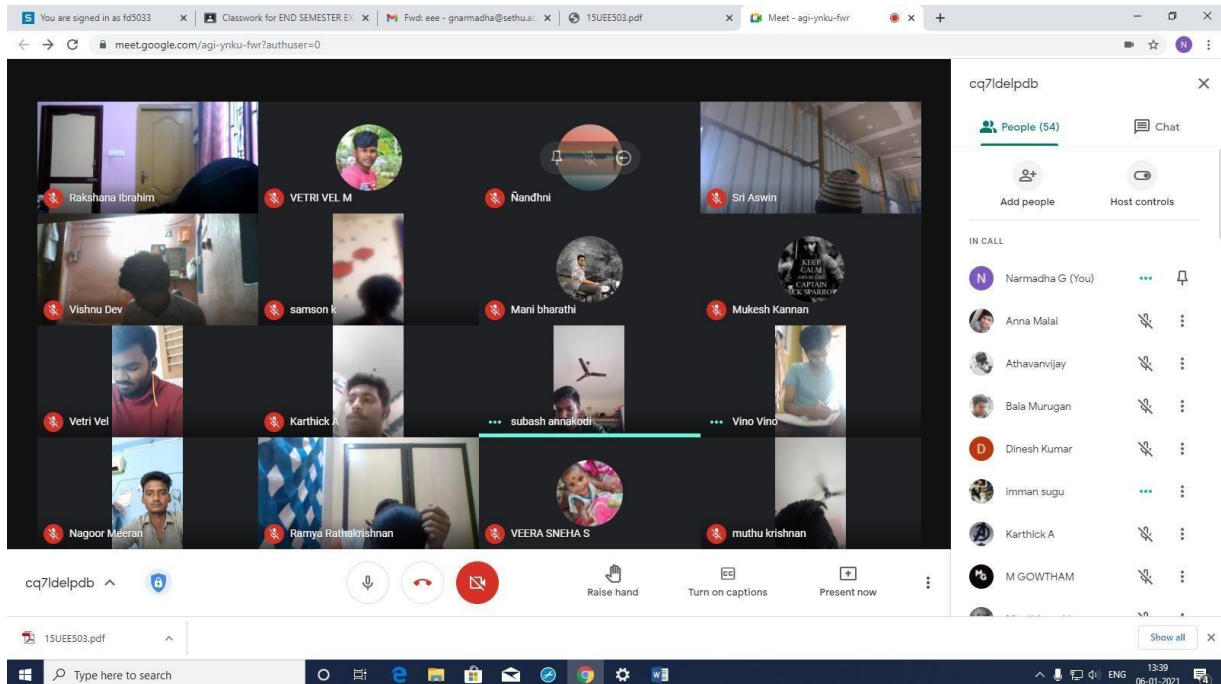 You are signed in as fd5033
Classwork for END SEMESTER EX
Fwd: eee - gnarmadha@sethu.ac
15UEE503.pdf
Meet - agi-ynku-fwr
meet.google.com/agi-ynku-fwr?authuser=0
N
cq7ldelpdb
People (54)
Chat
Add people
Host controls
IN CALL
N Narmadha G (You)
Anna Malai
Athavanvijay
Bala Murugan
D Dinesh Kumar
imman sugu
Karthick A
MG M GOWTHAM
Rakshana Ibrahim
VETRI VEL M
Ñanđhni
Sri Aswin
Vishnu Dev
samson k
Mani bharathi
KEEP
CALM
CAPTAIN
JACK SPARROW
Mukesh Kannan
Vetri Vel
Karthick A
subash annakodi
Vino Vino
Nagoor Meeran
Ramya Rathakrishnan
VEERA SNEHA S
muthu krishnan
cq7ldelpdb
Raise hand
Turn on captions
Present now
15UEE503.pdf
Show all
Type here to search
ENG
13:39
06-01-2021
4